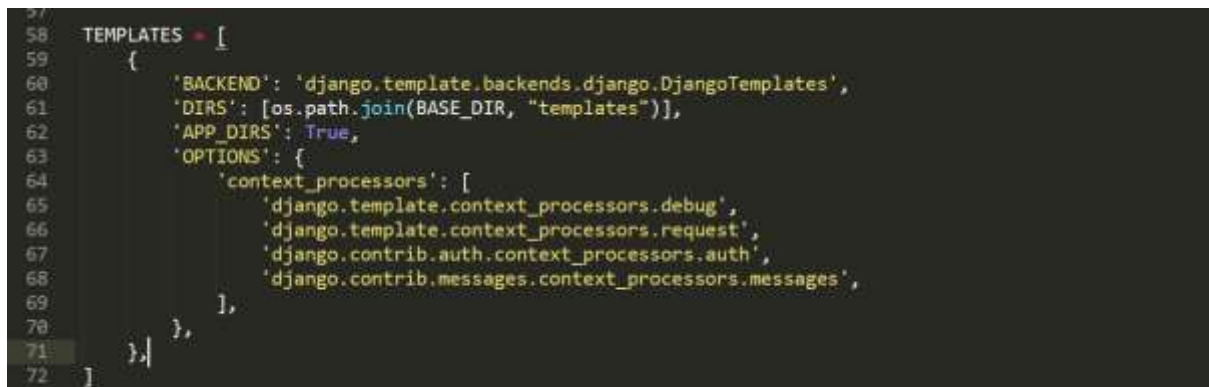 57
58 TEMPLATES = [
59     {
60         'BACKEND': 'django.template.backends.django.DjangoTemplates',
61         'DIRS': [os.path.join(BASE_DIR, "templates")],
62         'APP_DIRS': True,
63         'OPTIONS': {
64             'context_processors': [
65                 'django.template.context_processors.debug',
66                 'django.template.context_processors.request',
67                 'django.contrib.auth.context_processors.auth',
68                 'django.contrib.messages.context_processors.messages',
69             ],
70         },
71     },
72 ]